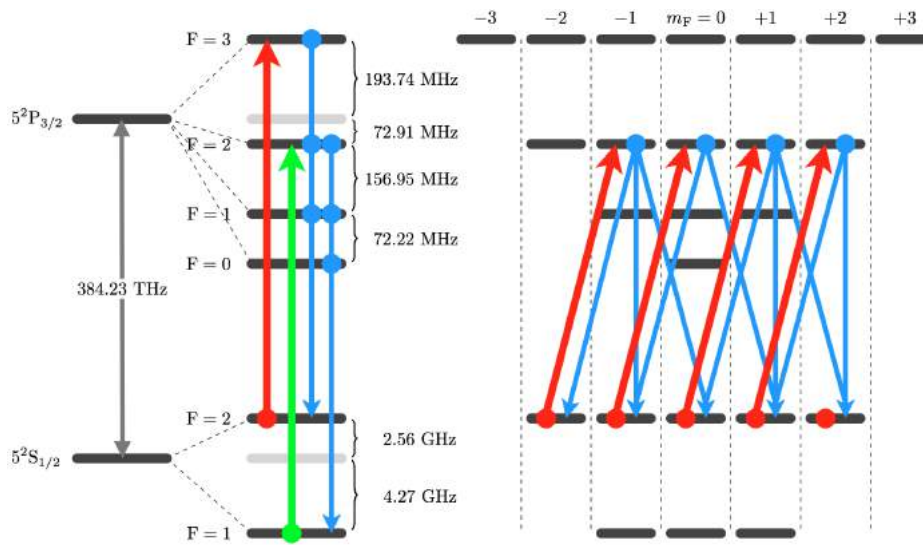 −3 −2 −1 m_F = 0 +1 +2 +3
F = 3
193.74 MHz
5²P₃/₂
72.91 MHz
F = 2
156.95 MHz
F = 1
72.22 MHz
F = 0
384.23 THz
F = 2
2.56 GHz
5²S₁/₂
4.27 GHz
F = 1